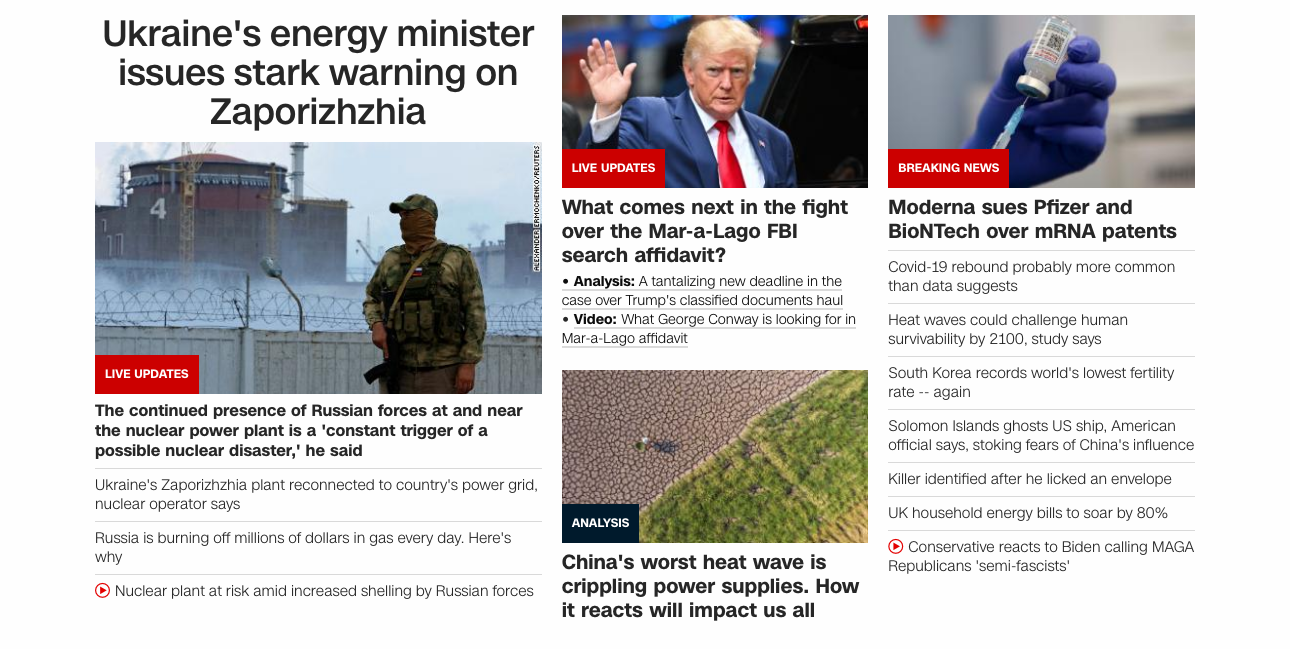 Ukraine's energy minister
issues stark warning on
Zaporizhzhia
4
ALEXANDER ERMOCHENKO/REUTERS
LIVE UPDATES
The continued presence of Russian forces at and near
the nuclear power plant is a 'constant trigger of a
possible nuclear disaster,' he said
Ukraine's Zaporizhzhia plant reconnected to country's power grid,
nuclear operator says
Russia is burning off millions of dollars in gas every day. Here's
why
Nuclear plant at risk amid increased shelling by Russian forces
LIVE UPDATES
What comes next in the fight
over the Mar-a-Lago FBI
search affidavit?
• Analysis: A tantalizing new deadline in the
case over Trump's classified documents haul
• Video: What George Conway is looking for in
Mar-a-Lago affidavit
ANALYSIS
China's worst heat wave is
crippling power supplies. How
it reacts will impact us all
BREAKING NEWS
Moderna sues Pfizer and
BioNTech over mRNA patents
Covid-19 rebound probably more common
than data suggests
Heat waves could challenge human
survivability by 2100, study says
South Korea records world's lowest fertility
rate -- again
Solomon Islands ghosts US ship, American
official says, stoking fears of China's influence
Killer identified after he licked an envelope
UK household energy bills to soar by 80%
Conservative reacts to Biden calling MAGA
Republicans 'semi-fascists'